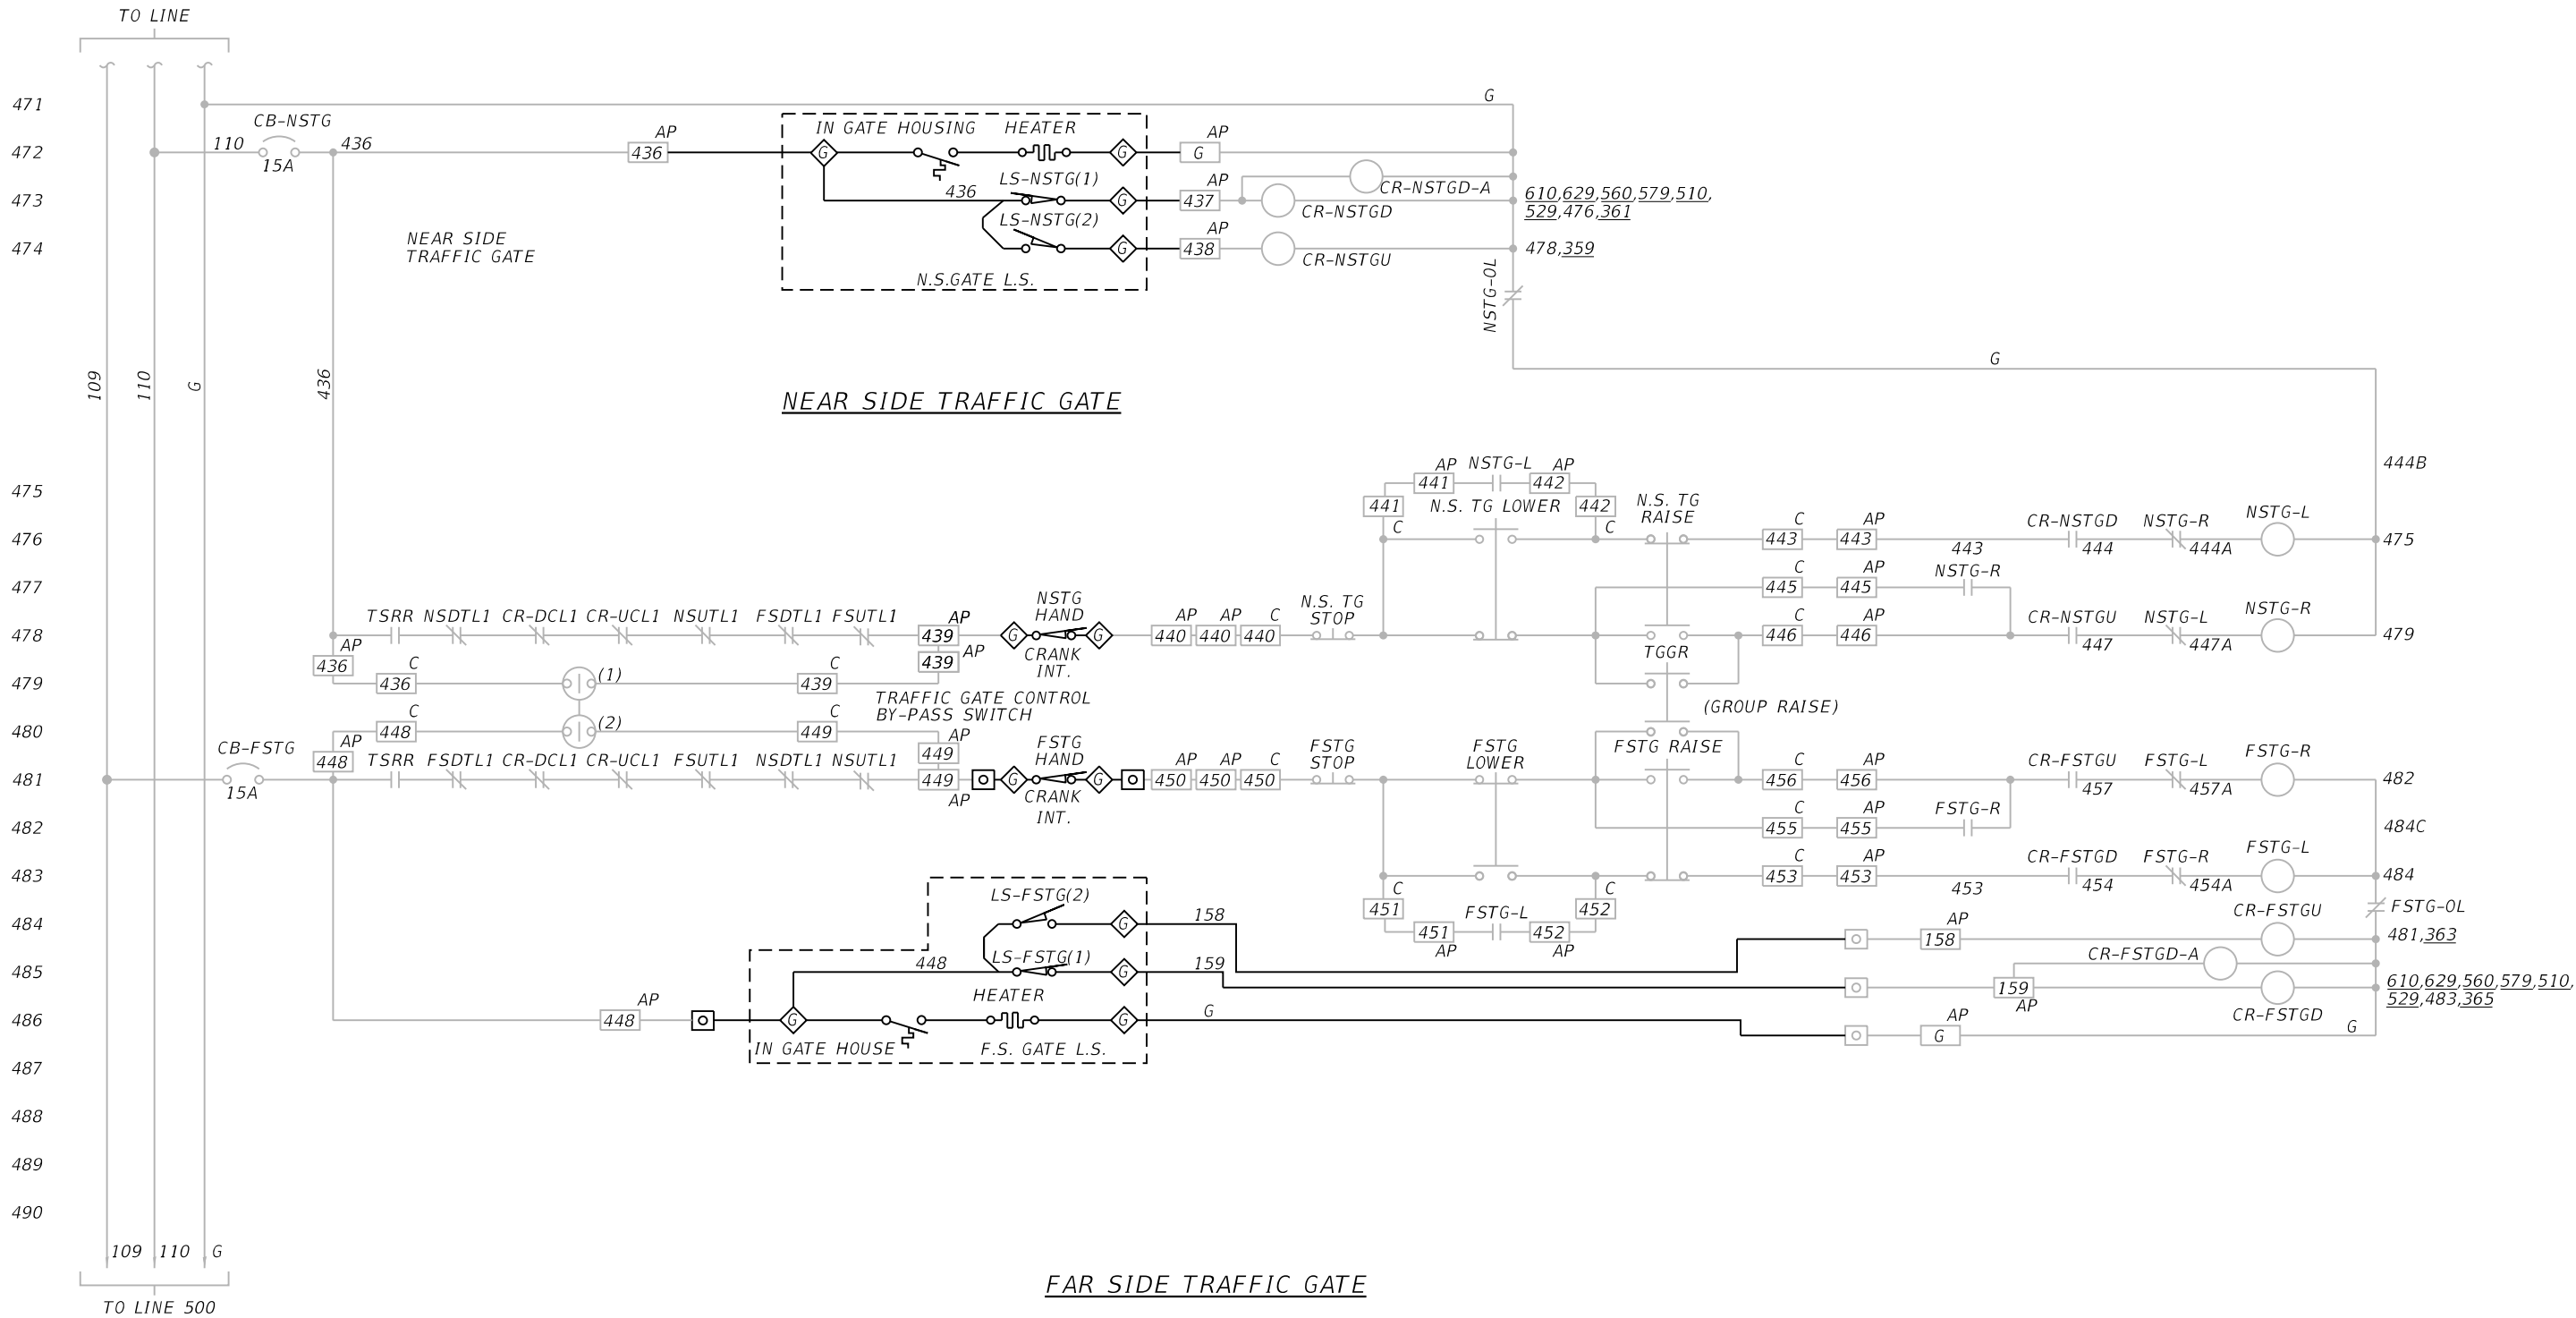 TO LINE
471
G
CB-NSTG
AP
IN GATE HOUSING
HEATER
AP
472
110
15A
436
436
G
G
G
LS-NSTG(1)
AP
CR-NSTGD-A
473
436
G
437
CR-NSTGD
610,629,560,579,510,
529,476,361
LS-NSTG(2)
AP
NEAR SIDE
TRAFFIC GATE
474
G
438
CR-NSTGU
478,359
N.S.GATE L.S.
NSTG-OL
G
109
110
G
436
NEAR SIDE TRAFFIC GATE
444B
AP
NSTG-L
AP
475
441
442
441
N.S. TG LOWER
442
N.S. TG
RAISE
C
C
C
AP
CR-NSTGD
NSTG-R
NSTG-L
476
443
443
443
444
444A
475
C
AP
NSTG-R
477
445
445
NSTG
HAND
N.S. TG
STOP
TSRR
NSDTL1
CR-DCL1
CR-UCL1
NSUTL1
FSDTL1
FSUTL1
AP
AP
AP
C
C
AP
CR-NSTGU
NSTG-L
NSTG-R
478
439
G
G
440
440
440
446
446
447
447A
479
CRANK
INT.
TGGR
AP
436
C
439
AP
479
436
(1)
C
439
TRAFFIC GATE CONTROL
BY-PASS SWITCH
(GROUP RAISE)
480
C
448
(2)
C
449
CB-FSTG
AP
448
AP
449
FSTG
HAND
FSTG
STOP
FSTG
LOWER
FSTG RAISE
TSRR
FSDTL1
CR-DCL1
CR-UCL1
FSUTL1
NSDTL1
NSUTL1
AP
AP
C
C
AP
CR-FSTGU
FSTG-L
FSTG-R
481
15A
449
AP
G
G
450
450
450
456
456
457
457A
482
CRANK
INT.
482
C
455
AP
455
FSTG-R
484C
483
C
453
AP
453
453
CR-FSTGD
454
FSTG-R
454A
FSTG-L
484
LS-FSTG(2)
C
451
C
452
FSTG-L
484
G
158
451
AP
452
AP
AP
158
CR-FSTGU
FSTG-OL
481,363
485
448
LS-FSTG(1)
G
159
CR-FSTGD-A
159
AP
CR-FSTGD
610,629,560,579,510,
529,483,365
HEATER
486
AP
448
G
G
G
AP
G
G
IN GATE HOUSE
F.S. GATE L.S.
487
488
489
490
109
110
G
TO LINE 500
FAR SIDE TRAFFIC GATE